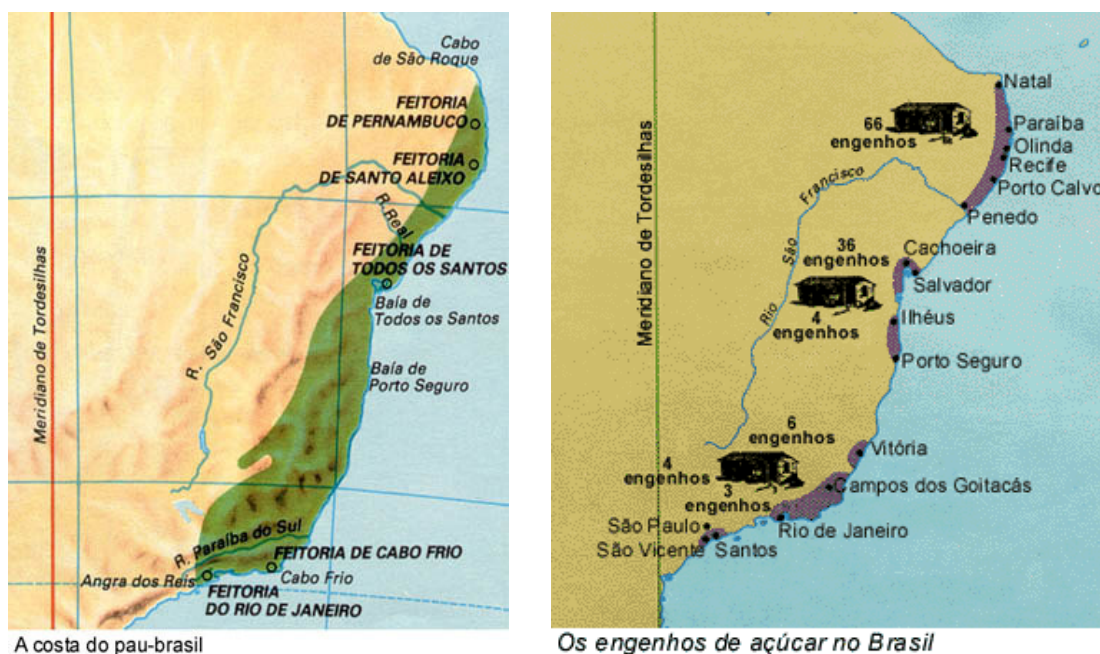 Cabo
de São Roque
FEITORIA
DE PERNAMBUCO
FEITORIA
DE SANTO ALEIXO
R. Real
FEITORIA DE
TODOS OS SANTOS
Baía de
Todos os Santos
Meridiano de Tordesilhas
R. São Francisco
Baía de
Porto Seguro
R. Paraíba do Sul
FEITORIA DE CABO FRIO
Angra dos Reis
Cabo Frio
FEITORIA
DO RIO DE JANEIRO
A costa do pau-brasil
Natal
66
engenhos
Paraíba
Olinda
Recife
Porto Calvo
Penedo
Rio São Francisco
Meridiano de Tordesilhas
36
engenhos
Cachoeira
Salvador
4
engenhos
Ilhéus
Porto Seguro
6
engenhos
Vitória
4
engenhos
3
engenhos
Campos dos Goitacás
São Paulo
Rio de Janeiro
São Vicente
Santos
Os engenhos de açúcar no Brasil